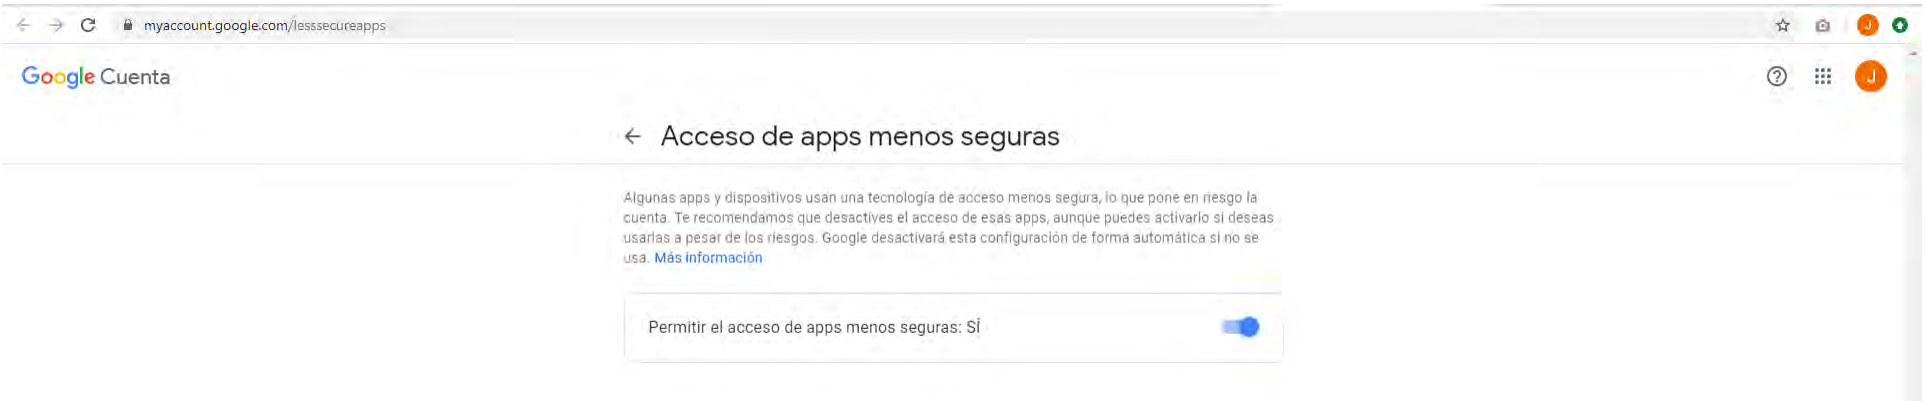 myaccount.google.com/lesssecureapps
J
Google Cuenta
J
Acceso de apps menos seguras
Algunas apps y dispositivos usan una tecnología de acceso menos segura, lo que pone en riesgo la
cuenta. Te recomendamos que desactives el acceso de esas apps, aunque puedes activarlo si deseas
usarlas a pesar de los riesgos. Google desactivará esta configuración de forma automática si no se
usa. Más información
Permitir el acceso de apps menos seguras: SÍ